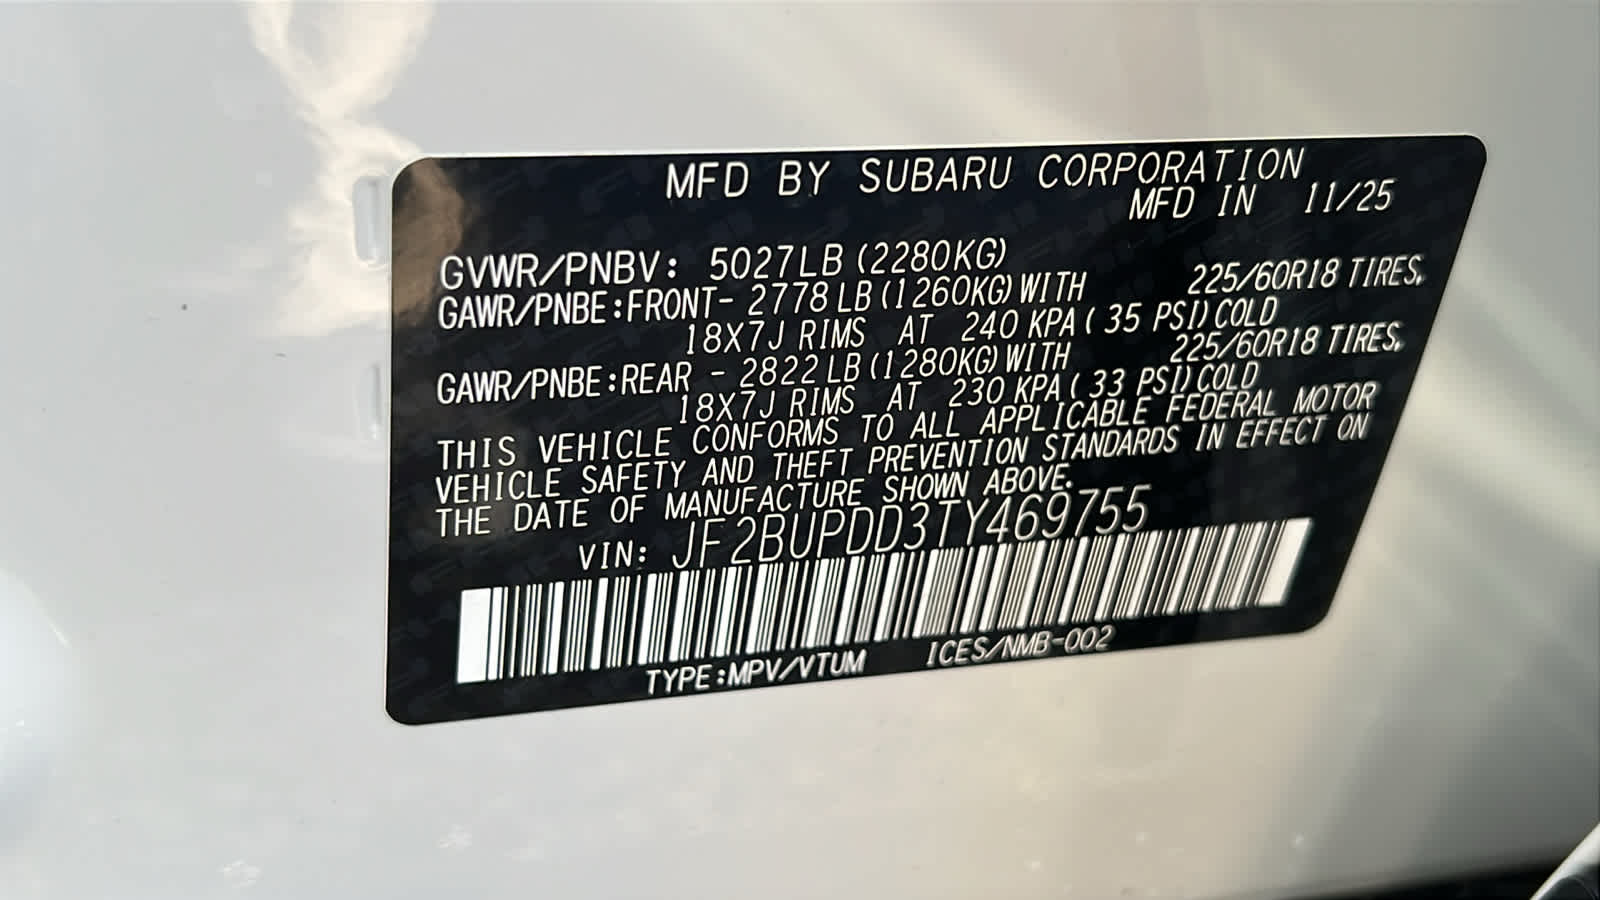 MFD BY SUBARU CORPORATION
MFD IN 11/25
GVWR/PNBV: 5027LB (2280KG)
GAWR/PNBE:FRONT- 2778 LB (1260KG) WITH 225/60R18 TIRES,
18X7J RIMS AT 240 KPA ( 35 PSI) COLD
GAWR/PNBE:REAR - 2822 LB (1280KG) WITH 225/60R18 TIRES,
18X7J RIMS AT 230 KPA ( 33 PSI) COLD
THIS VEHICLE CONFORMS TO ALL APPLICABLE FEDERAL MOTOR
VEHICLE SAFETY AND THEFT PREVENTION STANDARDS IN EFFECT ON
THE DATE OF MANUFACTURE SHOWN ABOVE.
VIN: JF2BUPDD3TY469755
TYPE:MPV/VTUM ICES/NMB-002